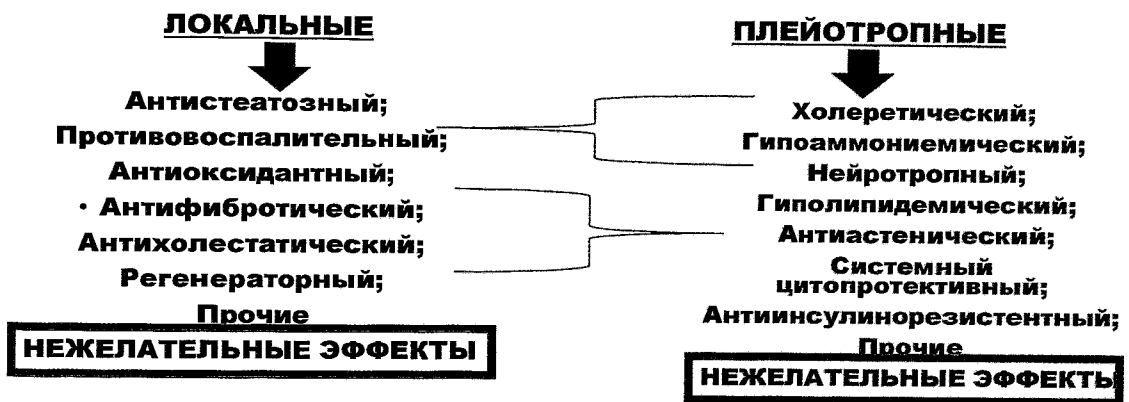 ЛОКАЛЬНЫЕ
Антистеатозный;
Противовоспалительный;
Антиоксидантный;
• Антифибротический;
Антихолестатический;
Регенераторный;
Прочие
НЕЖЕЛАТЕЛЬНЫЕ ЭФФЕКТЫ
ПЛЕЙОТРОПНЫЕ
Холеретический;
Гипоаммониемический;
Нейротропный;
Гиполипидемический;
Антиастенический;
Системный
цитопротективный;
Антиинсулинорезистентный;
Прочие
НЕЖЕЛАТЕЛЬНЫЕ ЭФФЕКТЫ